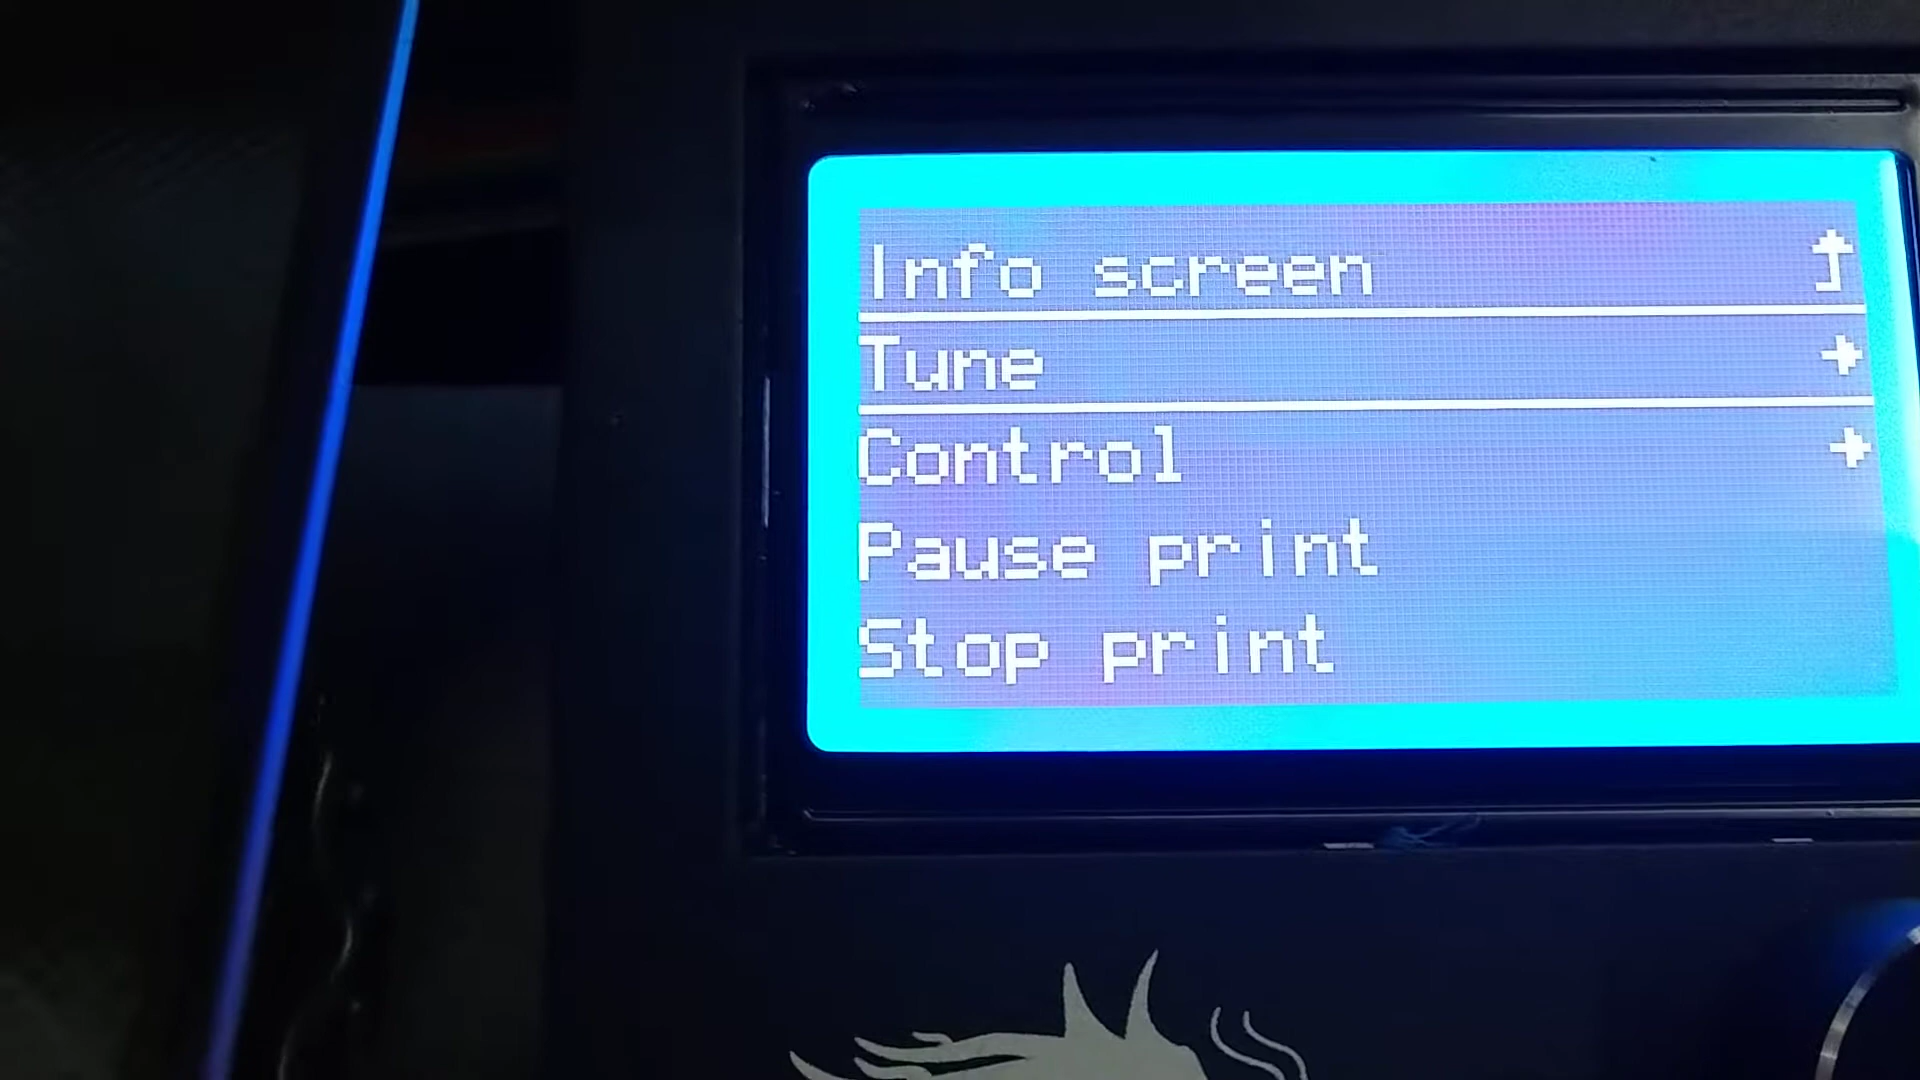 Info screen
Tune
Control
Pause print
Stop print